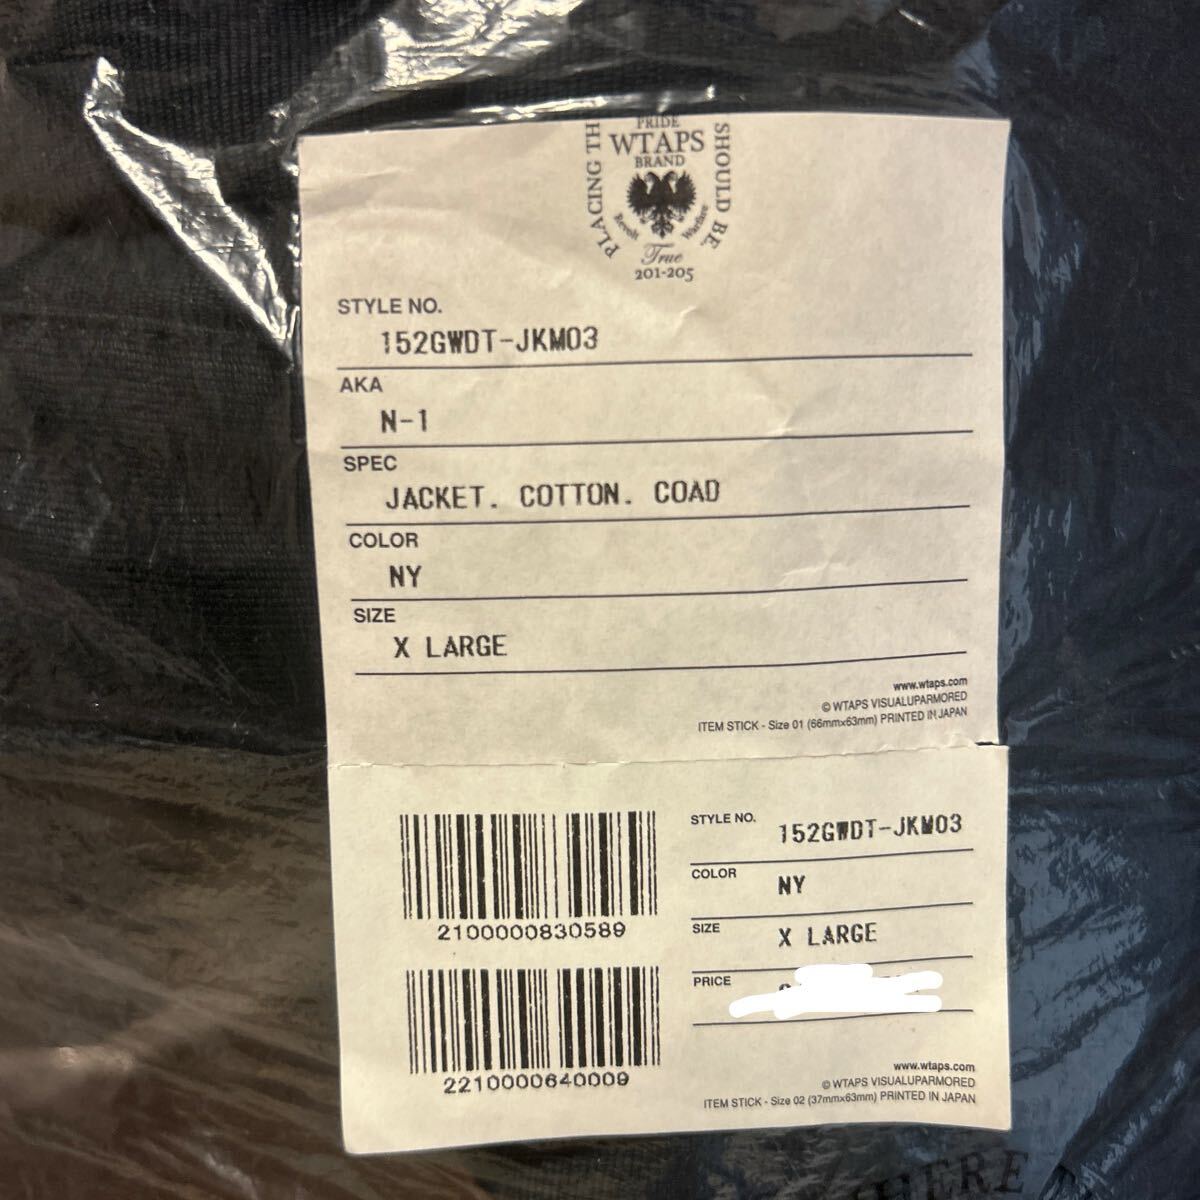 PLACING TH
PRIDE
WTAPS
BRAND
Revolt
Warfare
SHOULD BE.
True
201-205
STYLE NO.
152GWDT-JKM03
AKA
N-1
SPEC
JACKET. COTTON. COAD
COLOR
NY
SIZE
X LARGE
www.wtaps.com
© WTAPS VISUALUPARMORED
ITEM STICK - Size 01 (66mmx63mm) PRINTED IN JAPAN
2100000830589
2210000640009
STYLE NO. 152GWDT-JKM03
COLOR NY
SIZE X LARGE
PRICE
www.wtaps.com
© WTAPS VISUALUPARMORED
ITEM STICK - Size 02 (37mmx63mm) PRINTED IN JAPAN